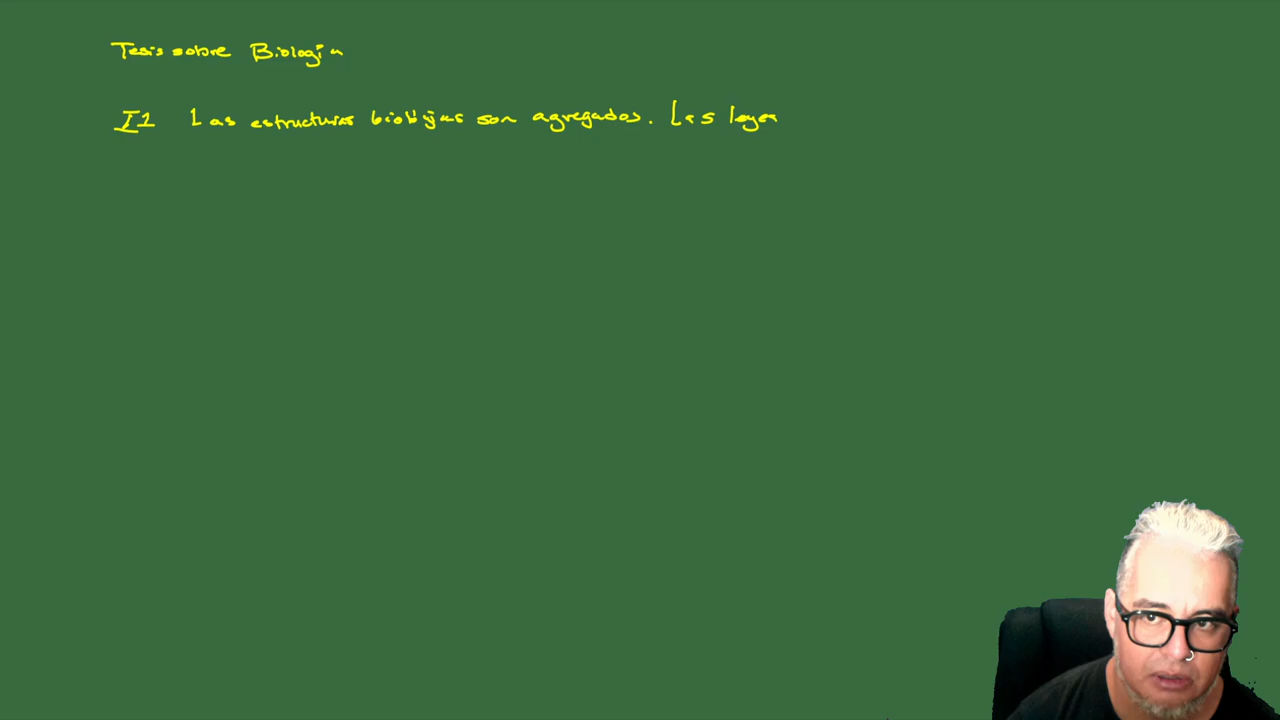 Tesis sobre Biología
I1 Las estructuras biológicas son agregados. Las leyes